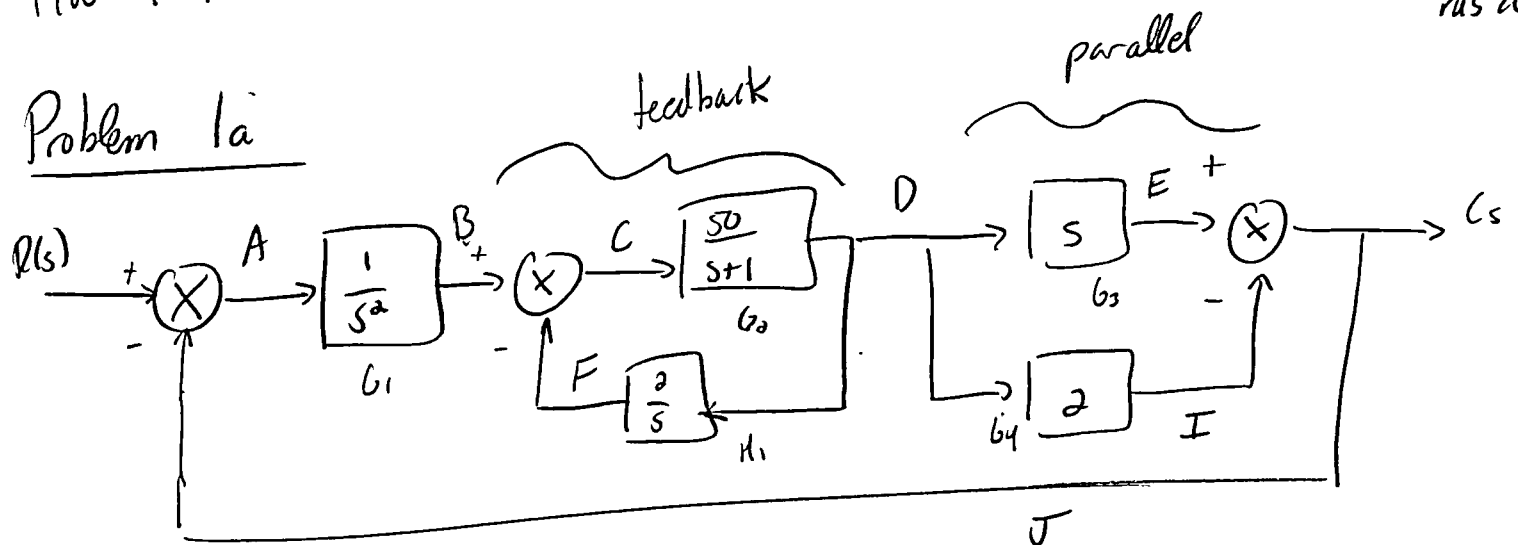 parallel
feedback
Problem 1a
R(s) + - A 1/s² G1 B + - C 50/s+1 G2 D s G3 E + - Cs
F 2/s H1 G4 2 I
J